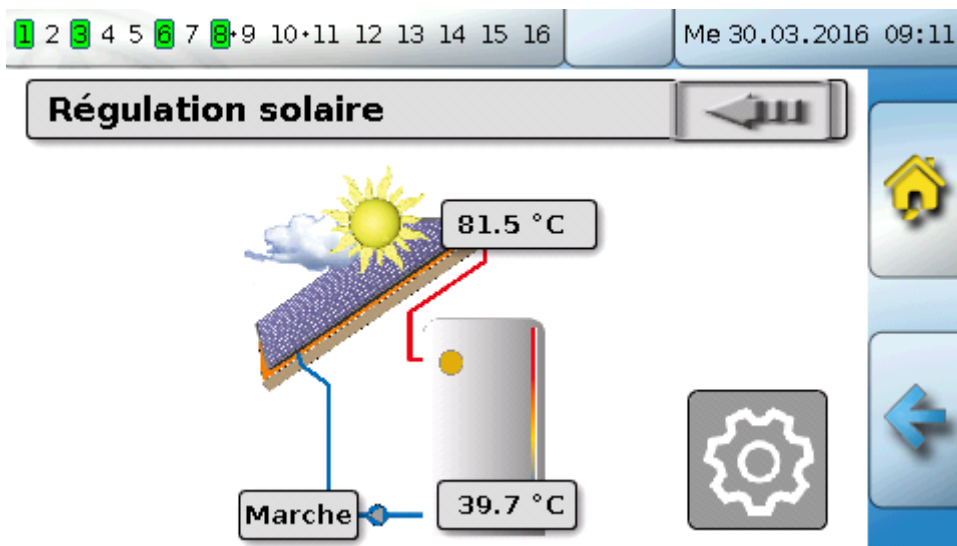 1 2 3 4 5 6 7 8·9 10·11 12 13 14 15 16 Me 30.03.2016 09:11
Régulation solaire
81.5 °C
39.7 °C
Marche